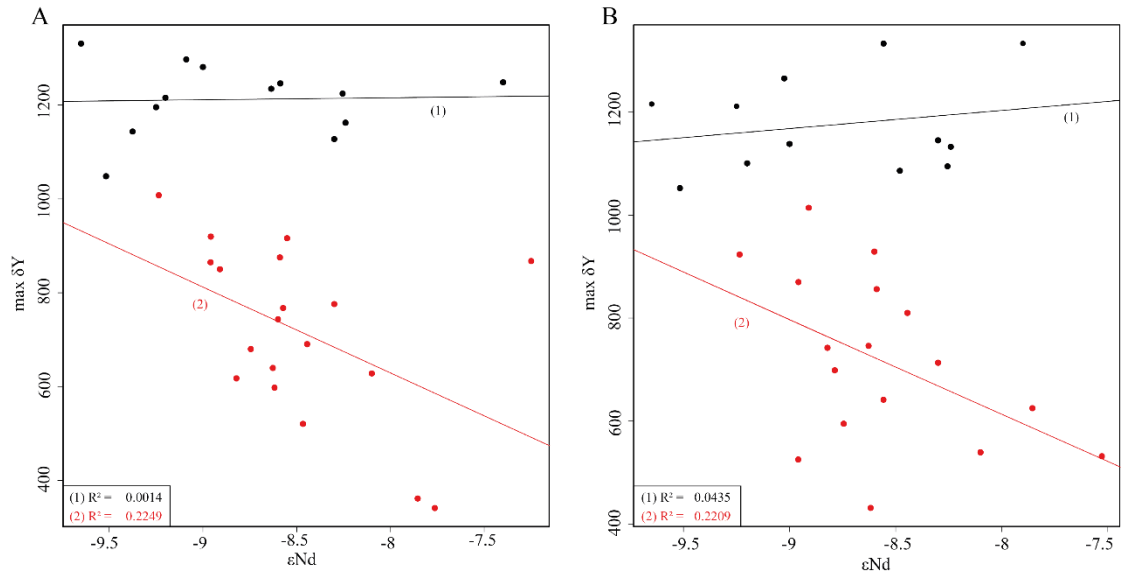 A
max δY
1200
1000
800
600
400
(1)
(2)
(1) R² = 0.0014
(2) R² = 0.2249
-9.5 -9 -8.5 -8 -7.5
εNd
B
max δY
1200
1000
800
600
400
(1)
(2)
(1) R² = 0.0435
(2) R² = 0.2209
-9.5 -9 -8.5 -8 -7.5
εNd